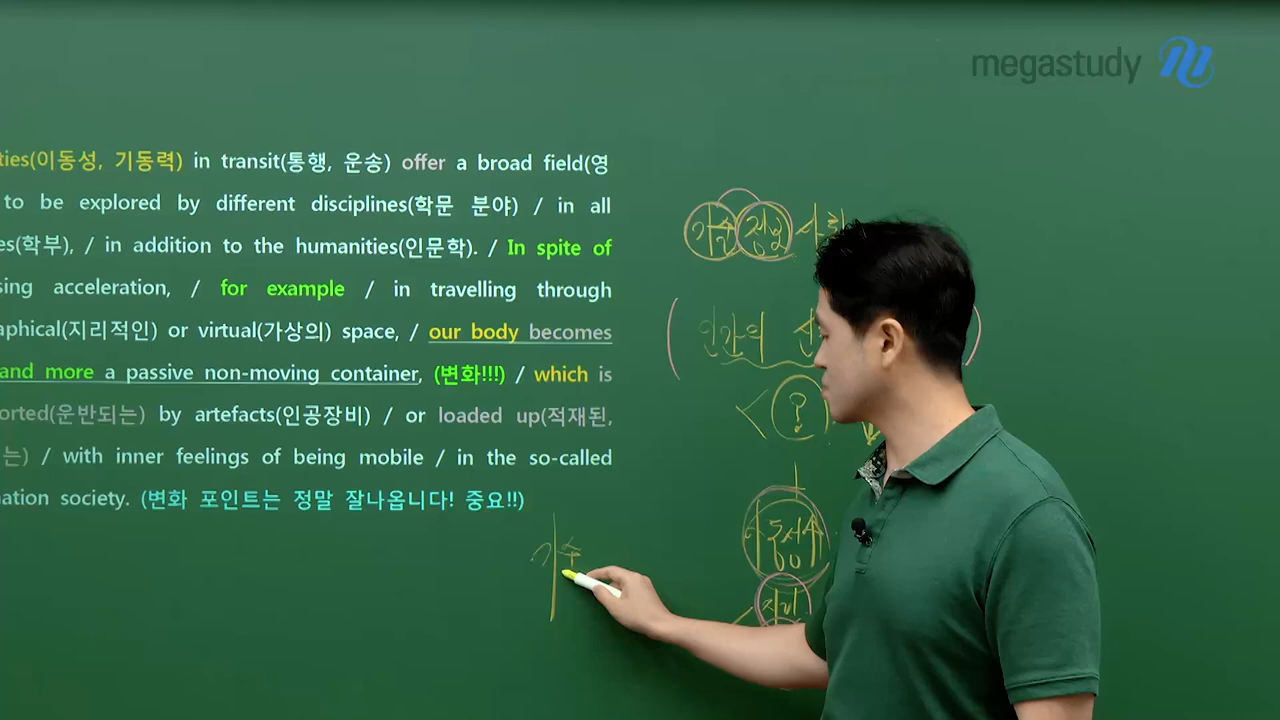 megastudy
ties(이동성, 기동력) in transit(통행, 운송) offer a broad field(영
to be explored by different disciplines(학문 분야) / in all
es(학부), / in addition to the humanities(인문학). / In spite of
sing acceleration, / for example / in travelling through
aphical(지리적인) or virtual(가상의) space, / our body becomes
and more a passive non-moving container, (변화!!!) / which is
orted(운반되는) by artefacts(인공장비) / or loaded up(적재된,
는) / with inner feelings of being mobile / in the so-called
nation society. (변화 포인트는 정말 잘나옵니다! 중요!!)
기술 정보 사회
인간의
?